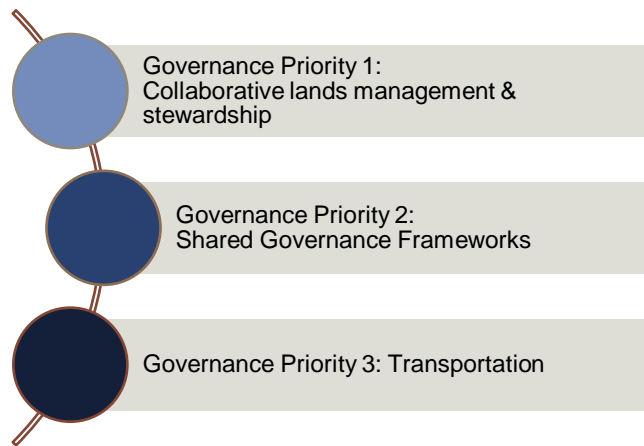 Governance Priority 1:
Collaborative lands management &
stewardship
Governance Priority 2:
Shared Governance Frameworks
Governance Priority 3: Transportation